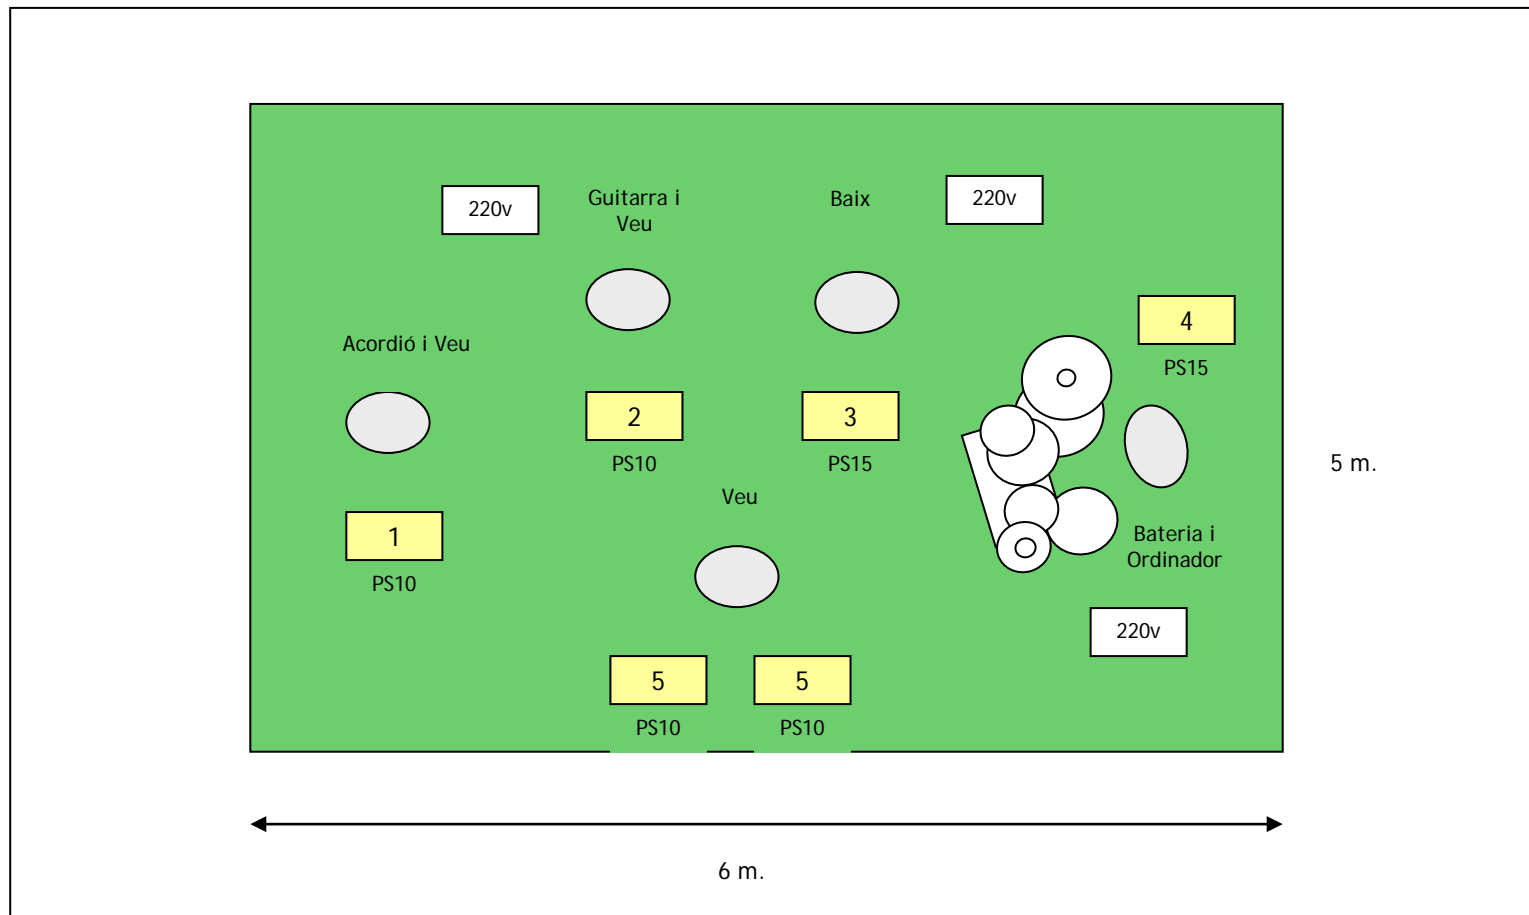 220v
Guitarra i
Veu
Baix
220v
4
PS15
Acordió i Veu
2
PS10
3
PS15
5 m.
Veu
1
PS10
Bateria i
Ordinador
220v
5
PS10
5
PS10
6 m.